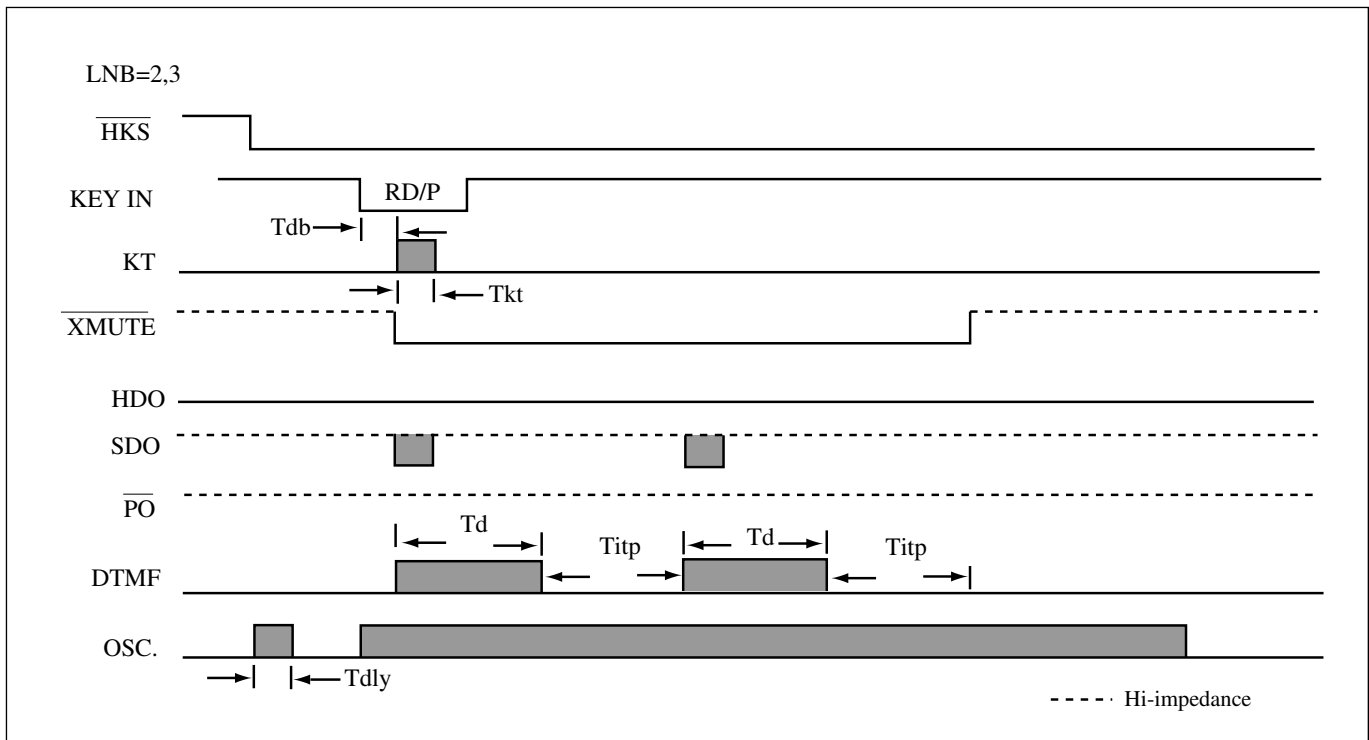 LNB=2,3
HKS
KEY IN
RD/P
Tdb
KT
Tkt
XMUTE
HDO
SDO
PO
Td
Titp
Td
Titp
DTMF
OSC.
Tdly
Hi-impedance